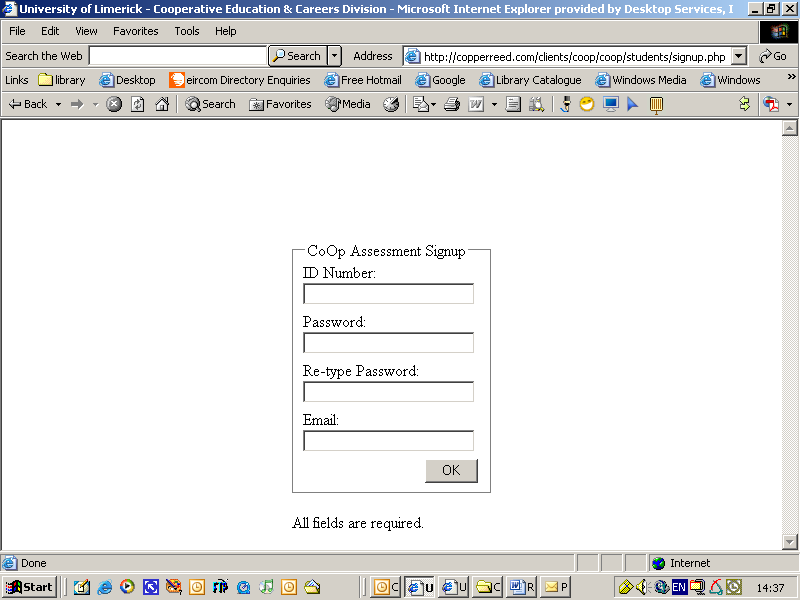 University of Limerick - Cooperative Education & Careers Division - Microsoft Internet Explorer provided by Desktop Services, I
File Edit View Favorites Tools Help
Search the Web Search Address http://copperreed.com/clients/coop/coop/students/signup.php Go
Links library Desktop eircom Directory Enquiries Free Hotmail Google Library Catalogue Windows Media Windows »
Back Search Favorites Media
CoOp Assessment Signup
ID Number:
Password:
Re-type Password:
Email:
OK
All fields are required.
Done Internet
Start C U U C R P EN 14:37